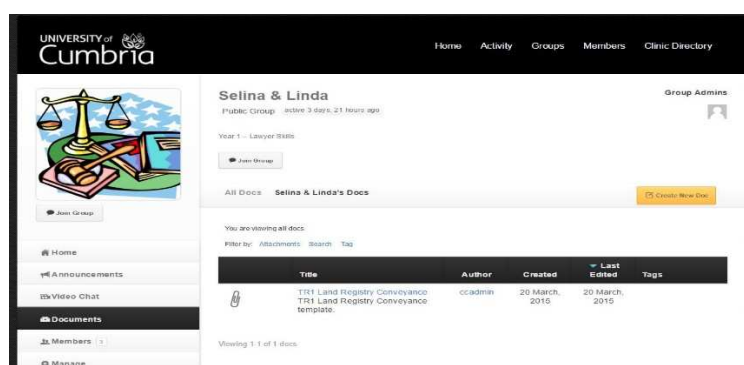 UNIVERSITY of
Cumbria
Home Activity Groups Members Clinic Directory
Selina & Linda
Public Group active 3 days, 21 hours ago
Year 1 – Lawyer Skills
Join Group
Group Admins
All Docs Selina & Linda's Docs
Create New Doc
Join Group
You are viewing all docs.
Filter by: Attachments Search Tag
Home
Announcements
Video Chat
Documents
Members 3
Manage
Title Author Created Last Edited Tags
TR1 Land Registry Conveyance ccadmin 20 March, 2015 20 March, 2015
TR1 Land Registry Conveyance
template.
Viewing 1-1 of 1 docs